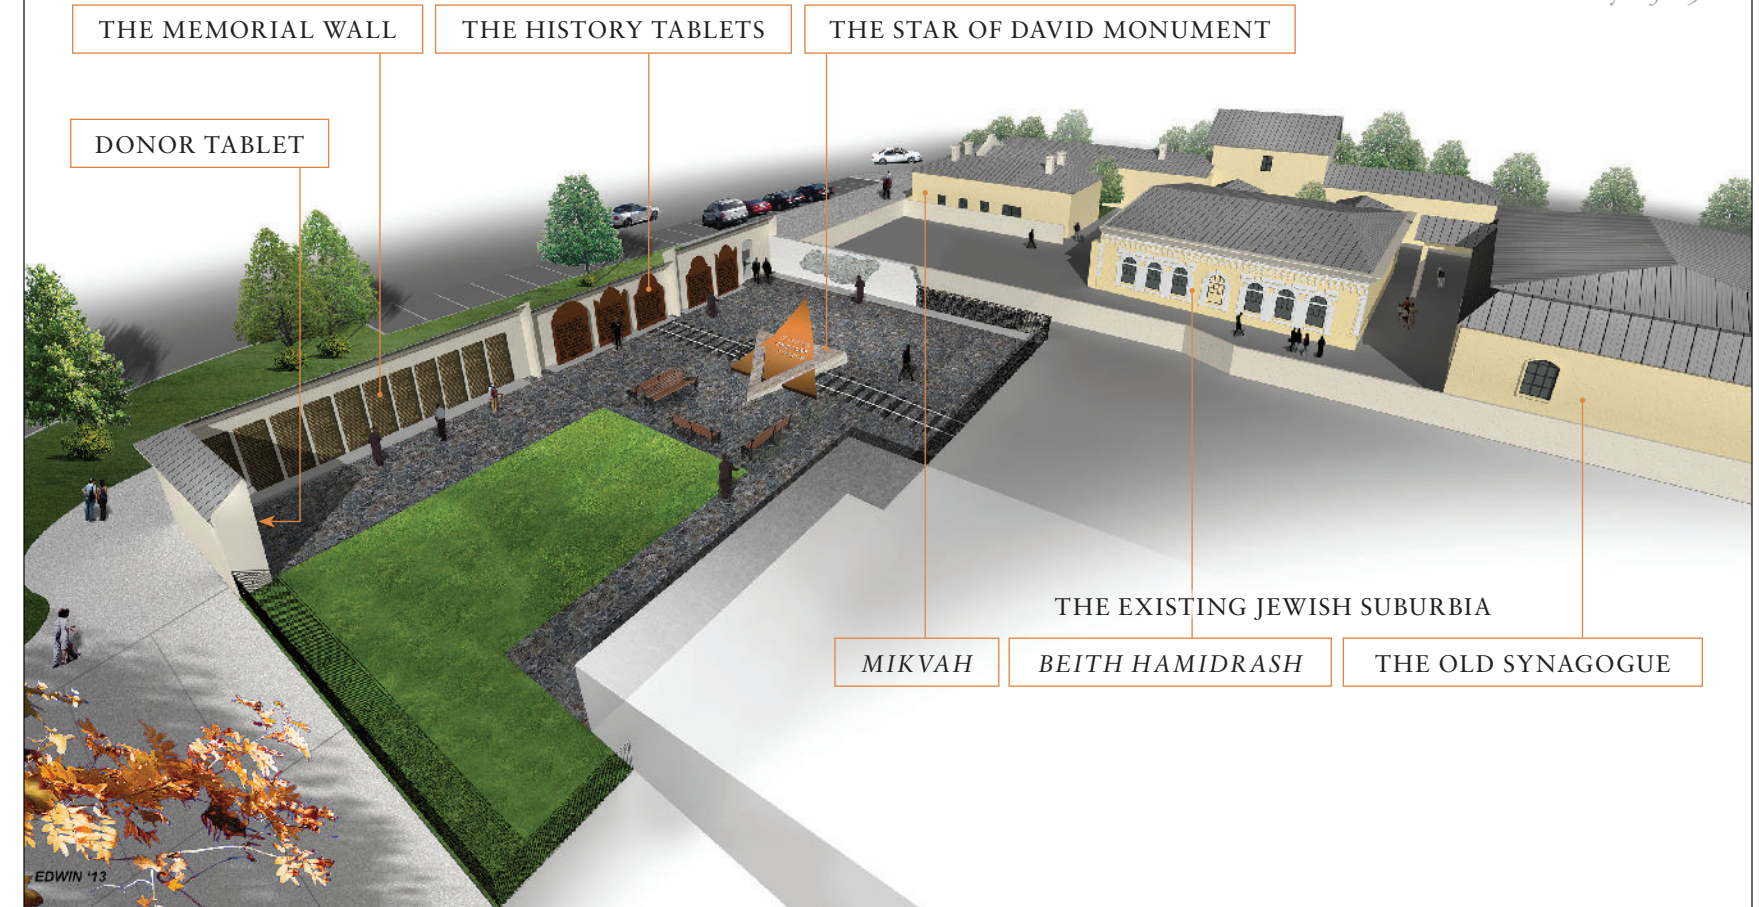 THE MEMORIAL WALL
THE HISTORY TABLETS
THE STAR OF DAVID MONUMENT
DONOR TABLET
THE EXISTING JEWISH SUBURBIA
MIKVAH
BEITH HAMIDRASH
THE OLD SYNAGOGUE
EDWIN '13